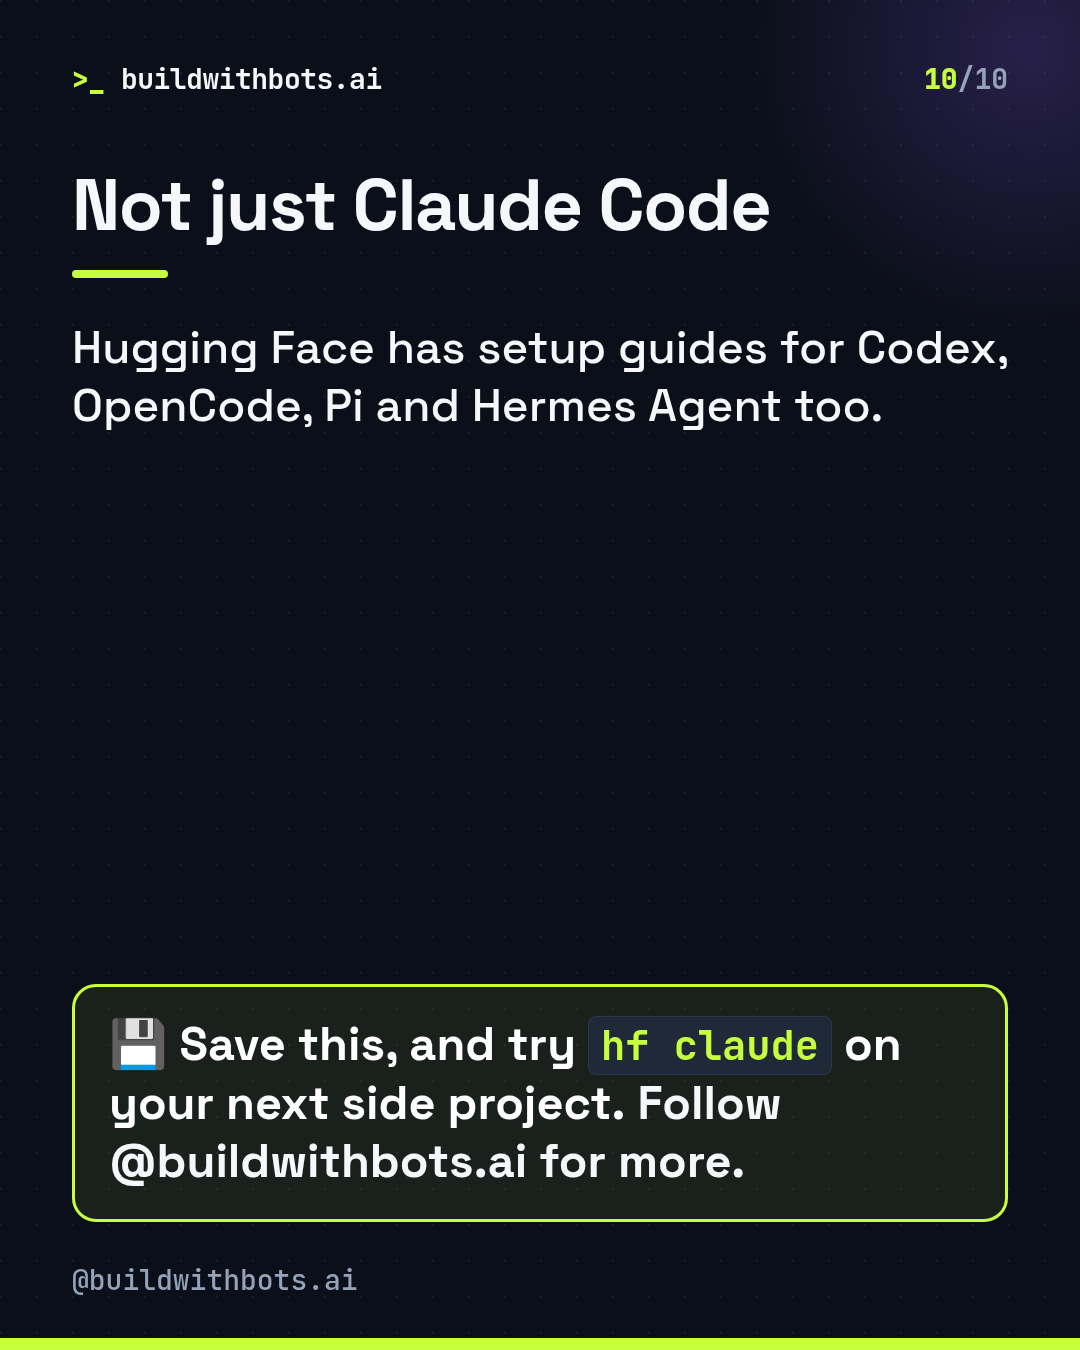 >_ buildwithbots.ai
10/10
Not just Claude Code
Hugging Face has setup guides for Codex,
OpenCode, Pi and Hermes Agent too.
💾 Save this, and try hf claude on
your next side project. Follow
@buildwithbots.ai for more.
@buildwithbots.ai